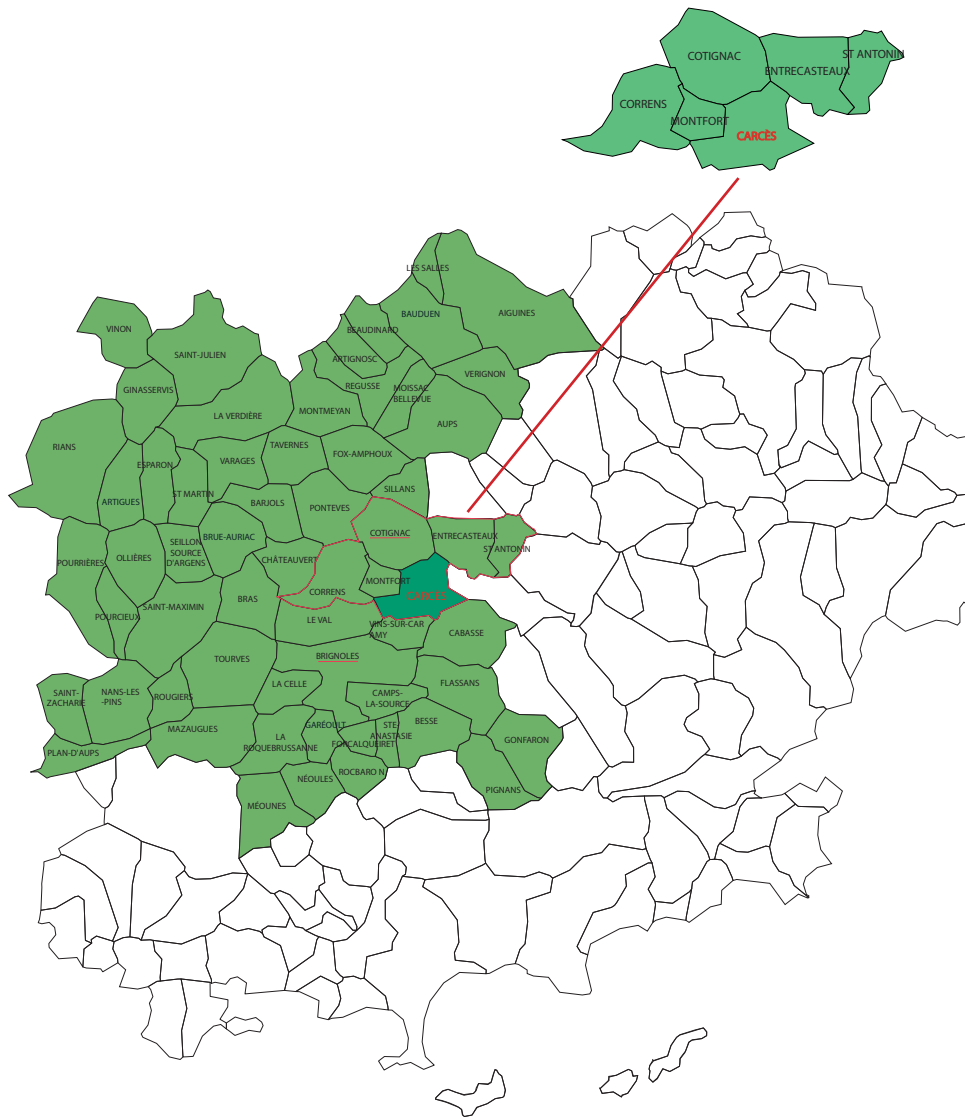 COTIGNAC
ST ANTONIN
ENTRECASTEAUX
CORRENS
MONTFORT
CARCÈS
LES SALLES
BAUDUEN
AIGUINES
VINON
BEAUDINARD
SAINT-JULIEN
ARTIGNOSC
VERIGNON
GINASSERVIS
REGUSSE
MOISSAC
BELLEVUE
LA VERDIÈRE
MONTMEYAN
AUPS
RIANS
TAVERNES
FOX-AMPHOUX
ESPARON
VARAGES
SILLANS
ST MARTIN
ARTIGUES
BARJOLS
PONTEVES
COTIGNAC
ENTRECASTEAUX
BRUE-AURIAC
SEILLON
SOURCE
D'ARGENS
ST ANTONIN
OLLIÈRES
POURRIÈRES
CHÂTEAUVERT
MONTFORT
CORRENS
CARCÈS
BRAS
SAINT-MAXIMIN
POURCIEUX
LE VAL
VINS-SUR-CAR
AMY
CABASSE
TOURVES
BRIGNOLES
LA CELLE
FLASSANS
SAINT-
ZACHARIE
NANS-LES
-PINS
ROUGIERS
CAMPS-
LA-SOURCE
MAZAUGUES
GARÉOULT
STE-
ANASTASIE
BESSE
LA
ROQUEBRUSSANNE
FORCALQUEIRET
GONFARON
PLAN-D'AUPS
NÉOULES
ROCBARO N
PIGNANS
MÉOUNES